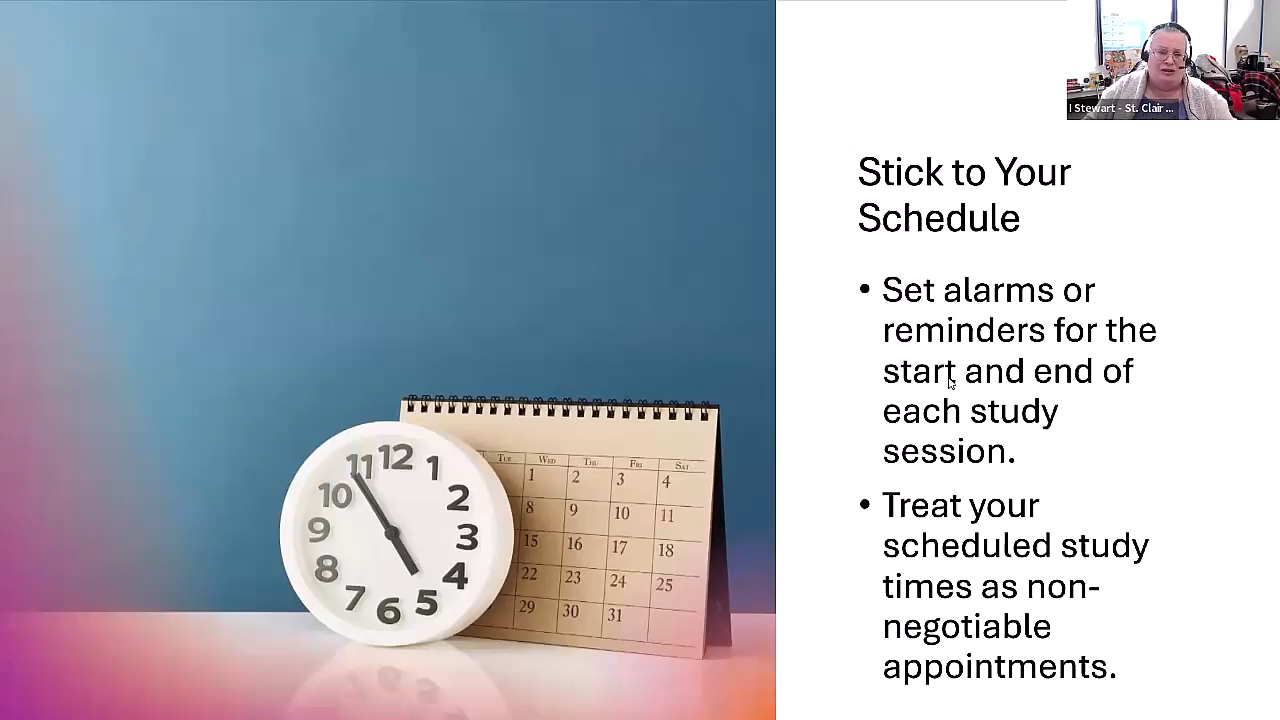 I Stewart - St. Clair ...
Stick to Your
Schedule
• Set alarms or
reminders for the
start and end of
each study
session.
• Treat your
scheduled study
times as non-
negotiable
appointments.
TUE WED THU FRI SAT
1 2 3 4
8 9 10 11
15 16 17 18
22 23 24 25
29 30 31
12
1
2
3
4
5
6
7
8
9
10
11